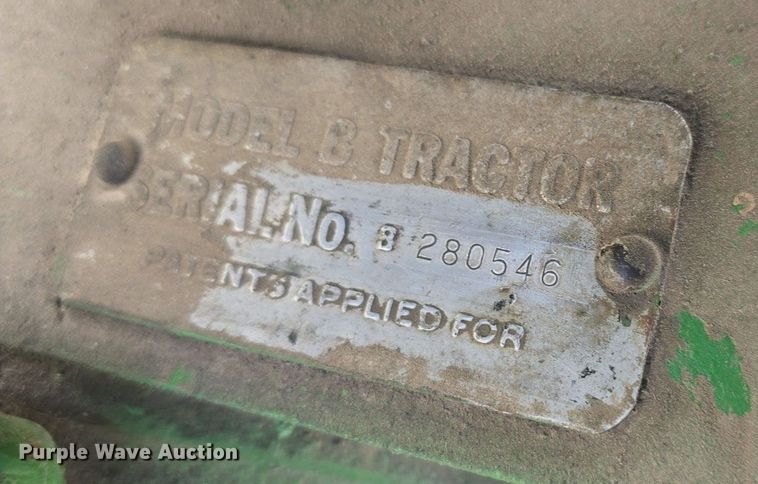 MODEL B TRACTOR
SERIAL NO. B 280546
PATENTS APPLIED FOR
Purple Wave Auction